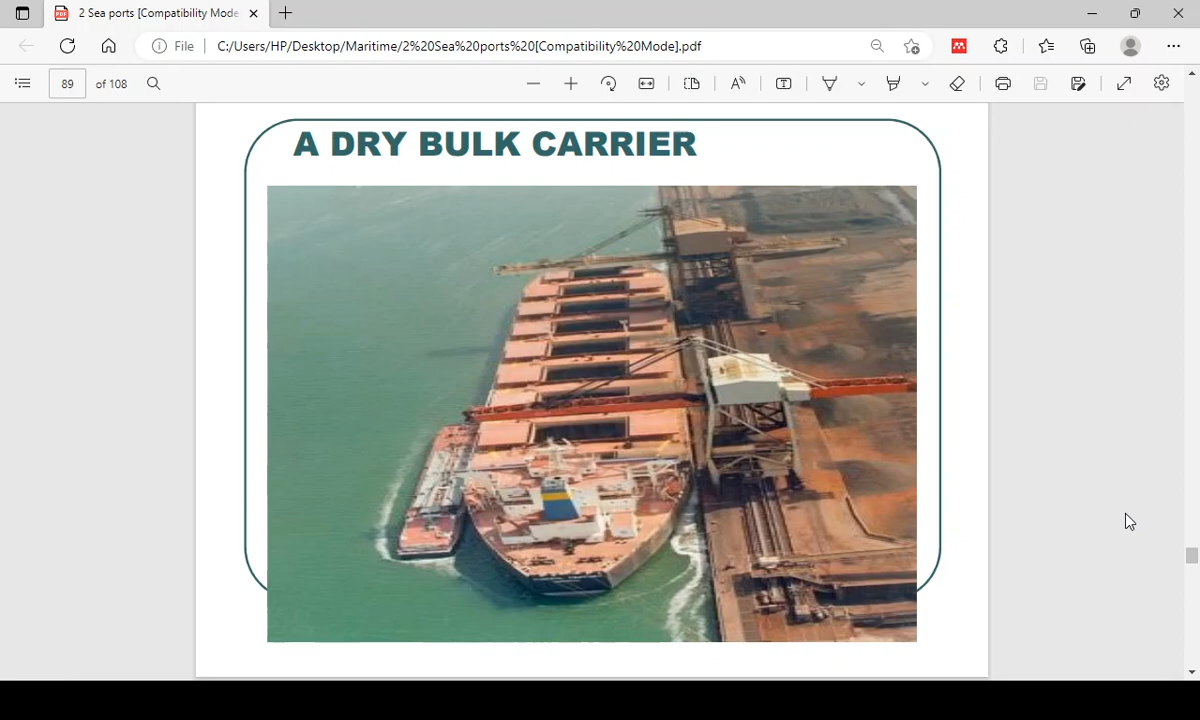 2 Sea ports [Compatibility Mode
File
C:/Users/HP/Desktop/Maritime/2%20Sea%20ports%20[Compatibility%20Mode].pdf
89 of 108
A DRY BULK CARRIER